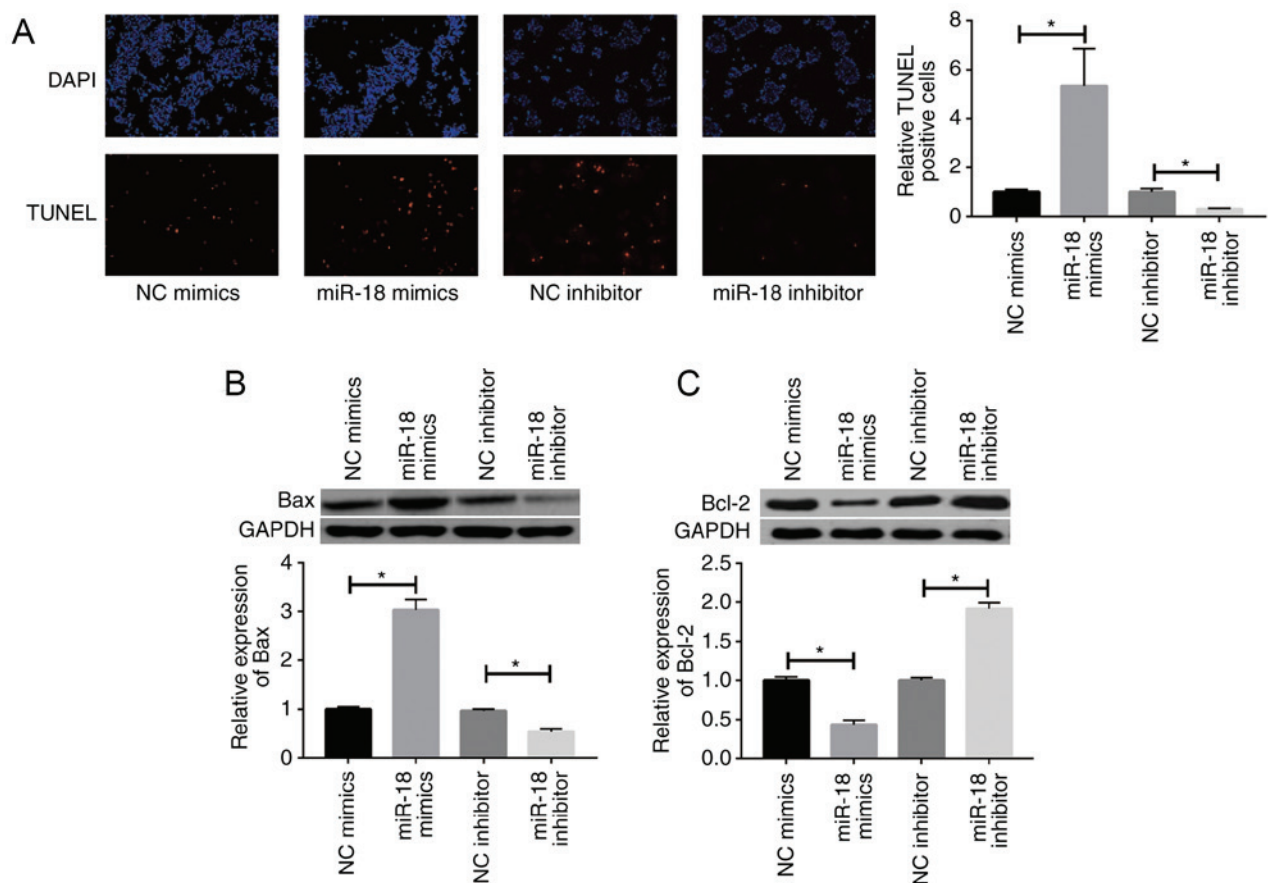 A
DAPI
TUNEL
NC mimics
miR-18 mimics
NC inhibitor
miR-18 inhibitor
Relative TUNEL
positive cells
8
6
4
2
0
*
*
NC mimics
miR-18
mimics
NC inhibitor
miR-18
inhibitor
B
NC mimics
miR-18
mimics
NC inhibitor
miR-18
inhibitor
Bax
GAPDH
Relative expression
of Bax
4
3
2
1
0
*
*
NC mimics
miR-18
mimics
NC inhibitor
miR-18
inhibitor
C
NC mimics
miR-18
mimics
NC inhibitor
miR-18
inhibitor
Bcl-2
GAPDH
Relative expression
of Bcl-2
2.5
2.0
1.5
1.0
0.5
0.0
*
*
NC mimics
miR-18
mimics
NC inhibitor
miR-18
inhibitor